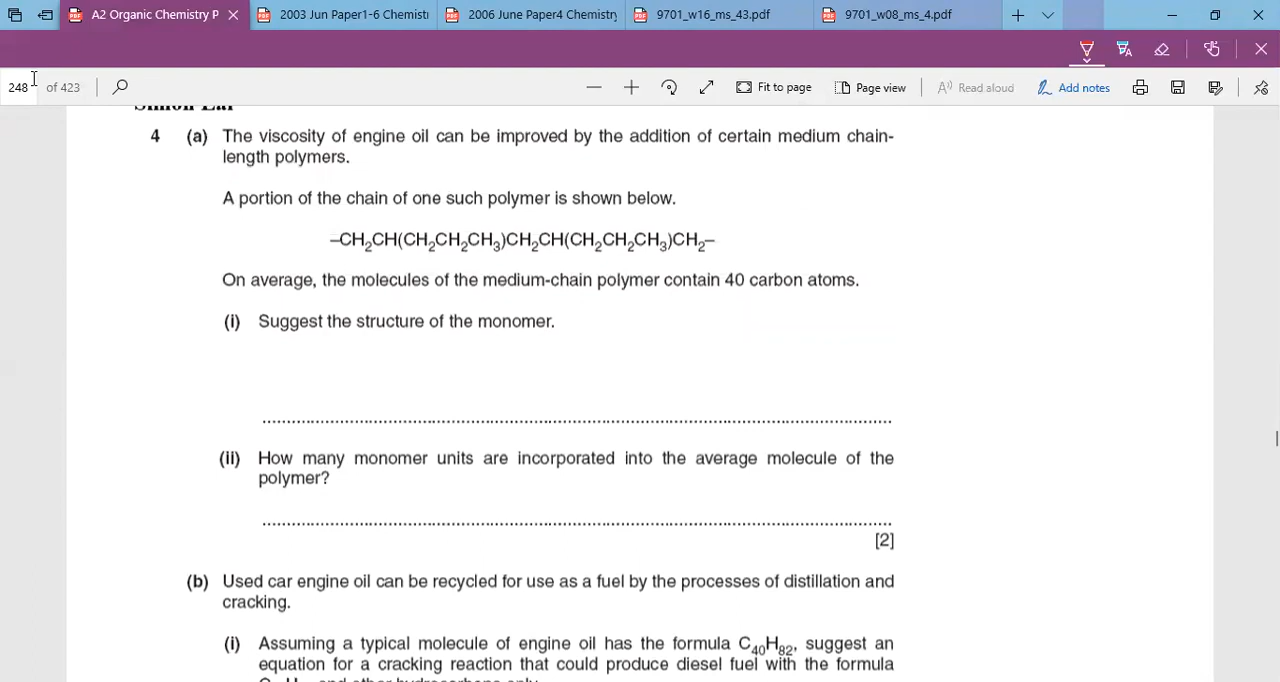 A2 Organic Chemistry P
2003 Jun Paper1-6 Chemistr
2006 June Paper4 Chemistry
9701_w16_ms_43.pdf
9701_w08_ms_4.pdf
248 of 423
Fit to page
Page view
Read aloud
Add notes
4 (a) The viscosity of engine oil can be improved by the addition of certain medium chain-
length polymers.
A portion of the chain of one such polymer is shown below.
–CH₂CH(CH₂CH₂CH₃)CH₂CH(CH₂CH₂CH₃)CH₂–
On average, the molecules of the medium-chain polymer contain 40 carbon atoms.
(i) Suggest the structure of the monomer.
(ii) How many monomer units are incorporated into the average molecule of the
polymer?
[2]
(b) Used car engine oil can be recycled for use as a fuel by the processes of distillation and
cracking.
(i) Assuming a typical molecule of engine oil has the formula C₄₀H₈₂, suggest an
equation for a cracking reaction that could produce diesel fuel with the formula